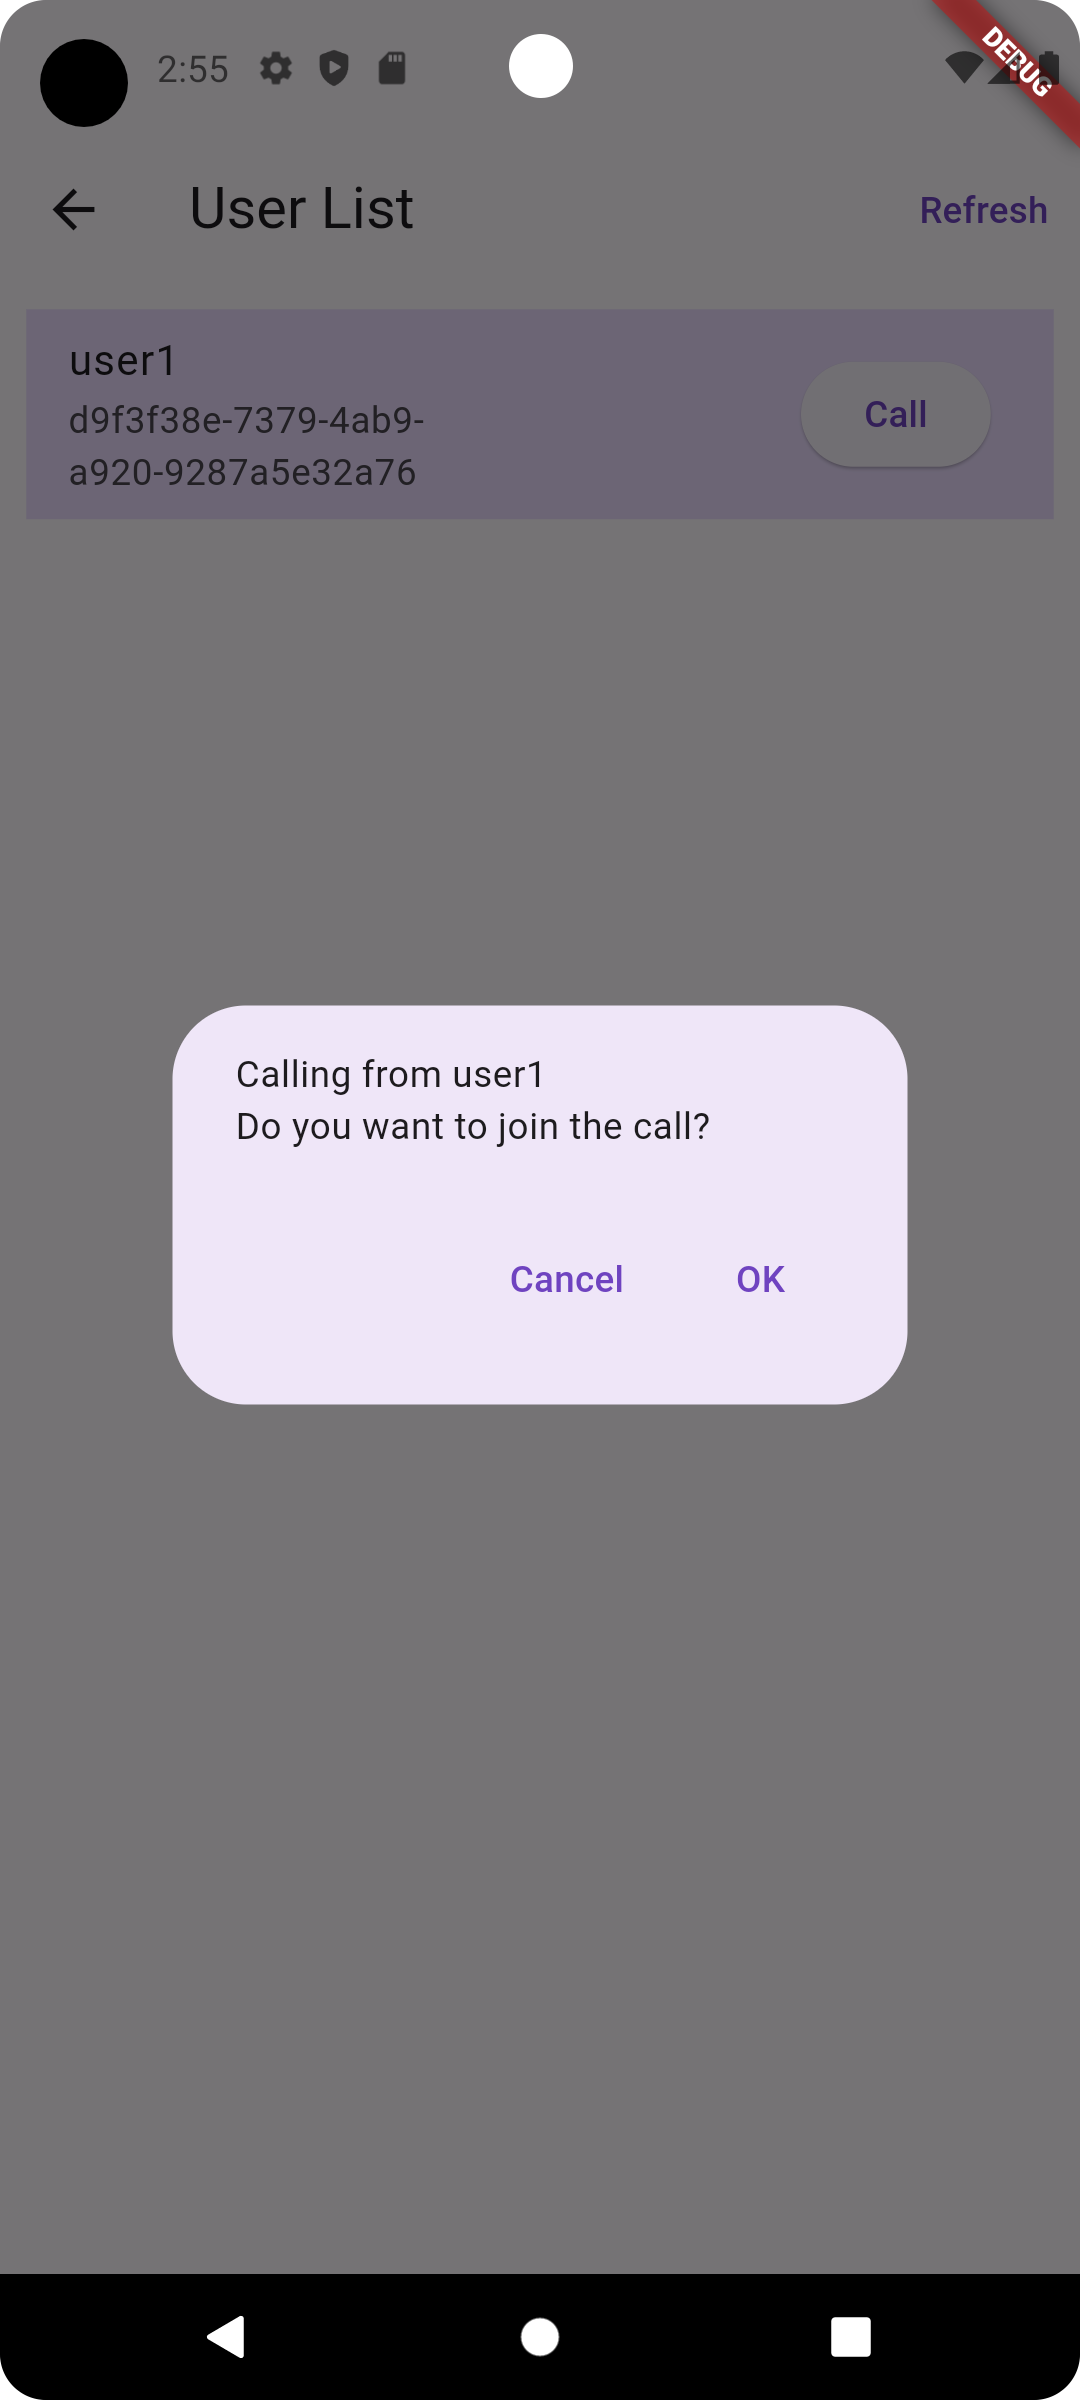 2:55
DEBUG
User List
Refresh
user1
d9f3f38e-7379-4ab9-
a920-9287a5e32a76
Call
Calling from user1
Do you want to join the call?
Cancel
OK